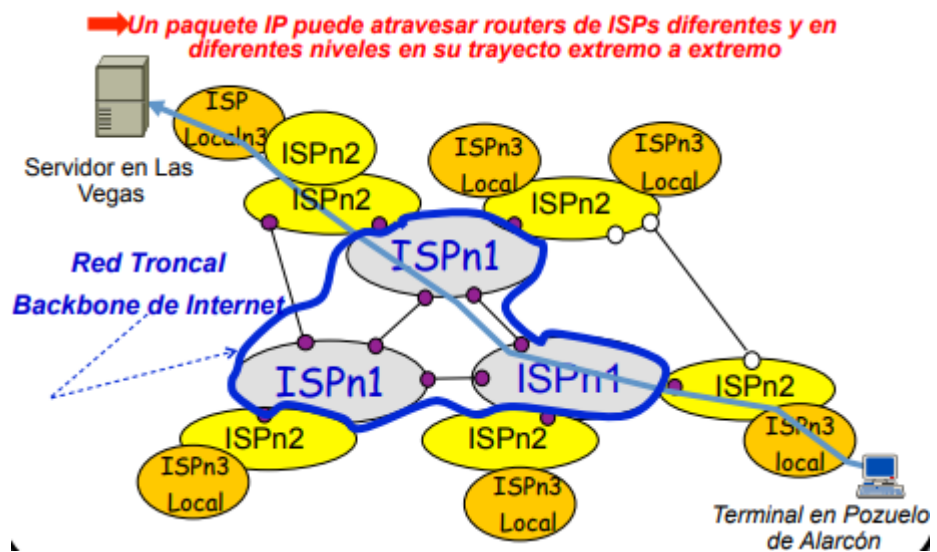 Un paquete IP puede atravesar routers de ISPs diferentes y en
diferentes niveles en su trayecto extremo a extremo
ISP
Localn3
ISPn2
ISPn2
Servidor en Las
Vegas
ISPn3
Local
ISPn3
Local
ISPn2
Red Troncal
Backbone de Internet
ISPn1
ISPn1
ISPn1
ISPn2
ISPn3
local
ISPn2
ISPn3
Local
ISPn2
ISPn3
Local
Terminal en Pozuelo
de Alarcón